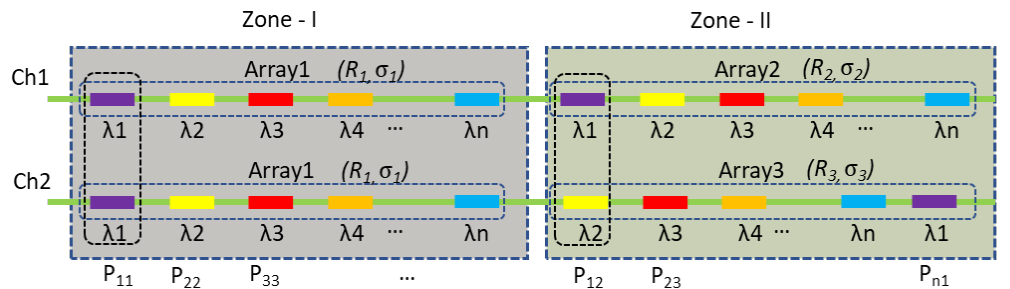 Zone - I Zone - II
Ch1 Array1 (R1,σ1) Array2 (R2,σ2)
λ1 λ2 λ3 λ4 ... λn λ1 λ2 λ3 λ4 ... λn
Ch2 Array1 (R1,σ1) Array3 (R3,σ3)
λ1 λ2 λ3 λ4 ... λn λ2 λ3 λ4 ... λn λ1
P11 P22 P33 ... P12 P23 Pn1